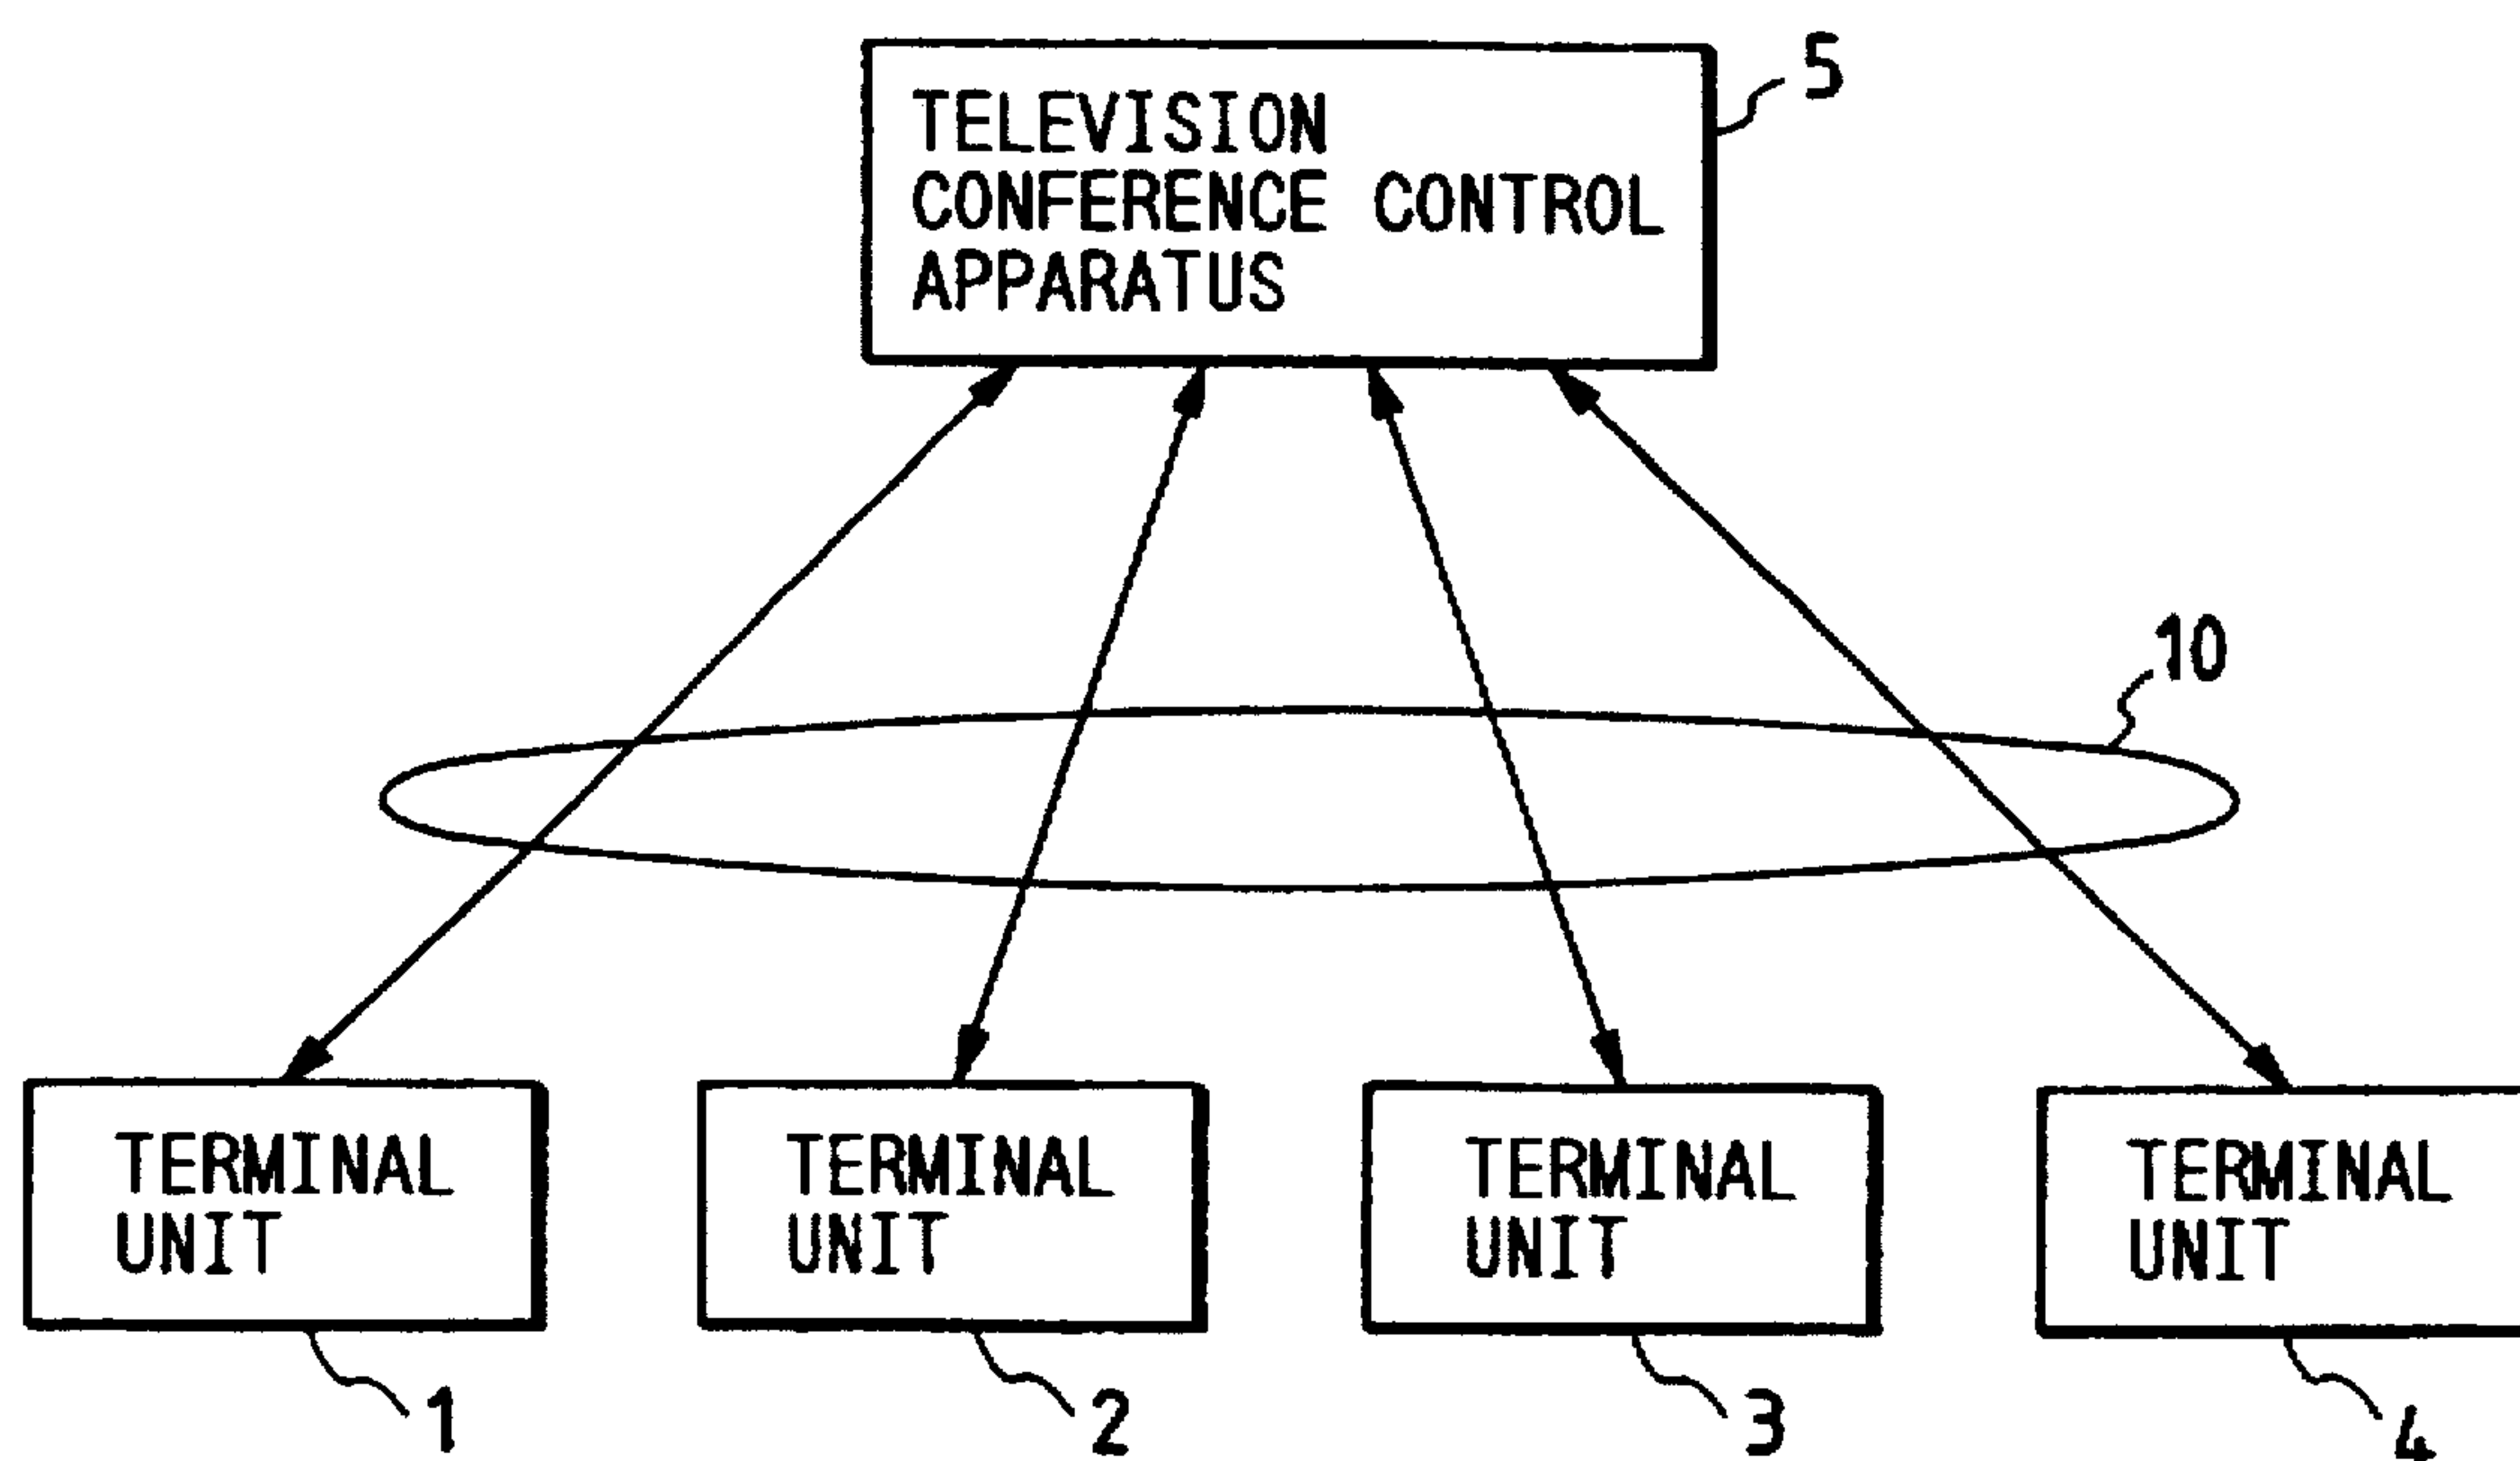 5
TELEVISION
CONFERENCE CONTROL
APPARATUS
10
TERMINAL
UNIT
TERMINAL
UNIT
TERMINAL
UNIT
TERMINAL
UNIT
1
2
3
4